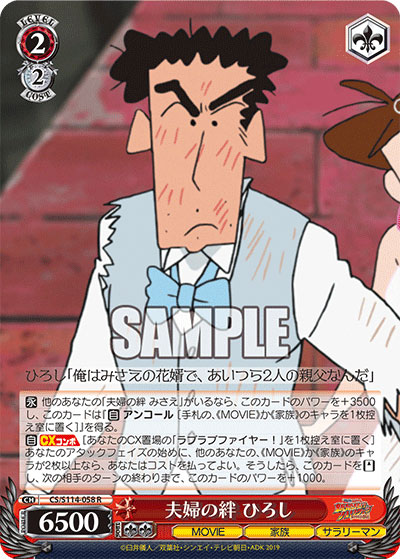 LEVEL
2
2
COST
SAMPLE
ひろし「俺はみさえの花婿で、あいつら2人の親父なんだ」
永 他のあなたの「夫婦の絆 みさえ」がいるなら、このカードのパワーを+3500
し、このカードは『自 アンコール [手札の、《MOVIE》か《家族》のキャラを1枚控
え室に置く]』を得る。
自 CXコンボ [あなたのCX置場の「ラブラブファイヤー!」を1枚控え室に置く]
あなたのアタックフェイズの始めに、他のあなたの、《MOVIE》か《家族》のキャラ
が2枚以上なら、あなたはコストを払ってよい。そうしたら、このカードを控え室に置
し、次の相手のターンの終わりまで、このカードのパワーを+1000。
CH
CS/S114-058 R
6500
夫婦の絆 ひろし
MOVIE
家族
サラリーマン
©臼井儀人/双葉社・シンエイ・テレビ朝日・ADK 2019